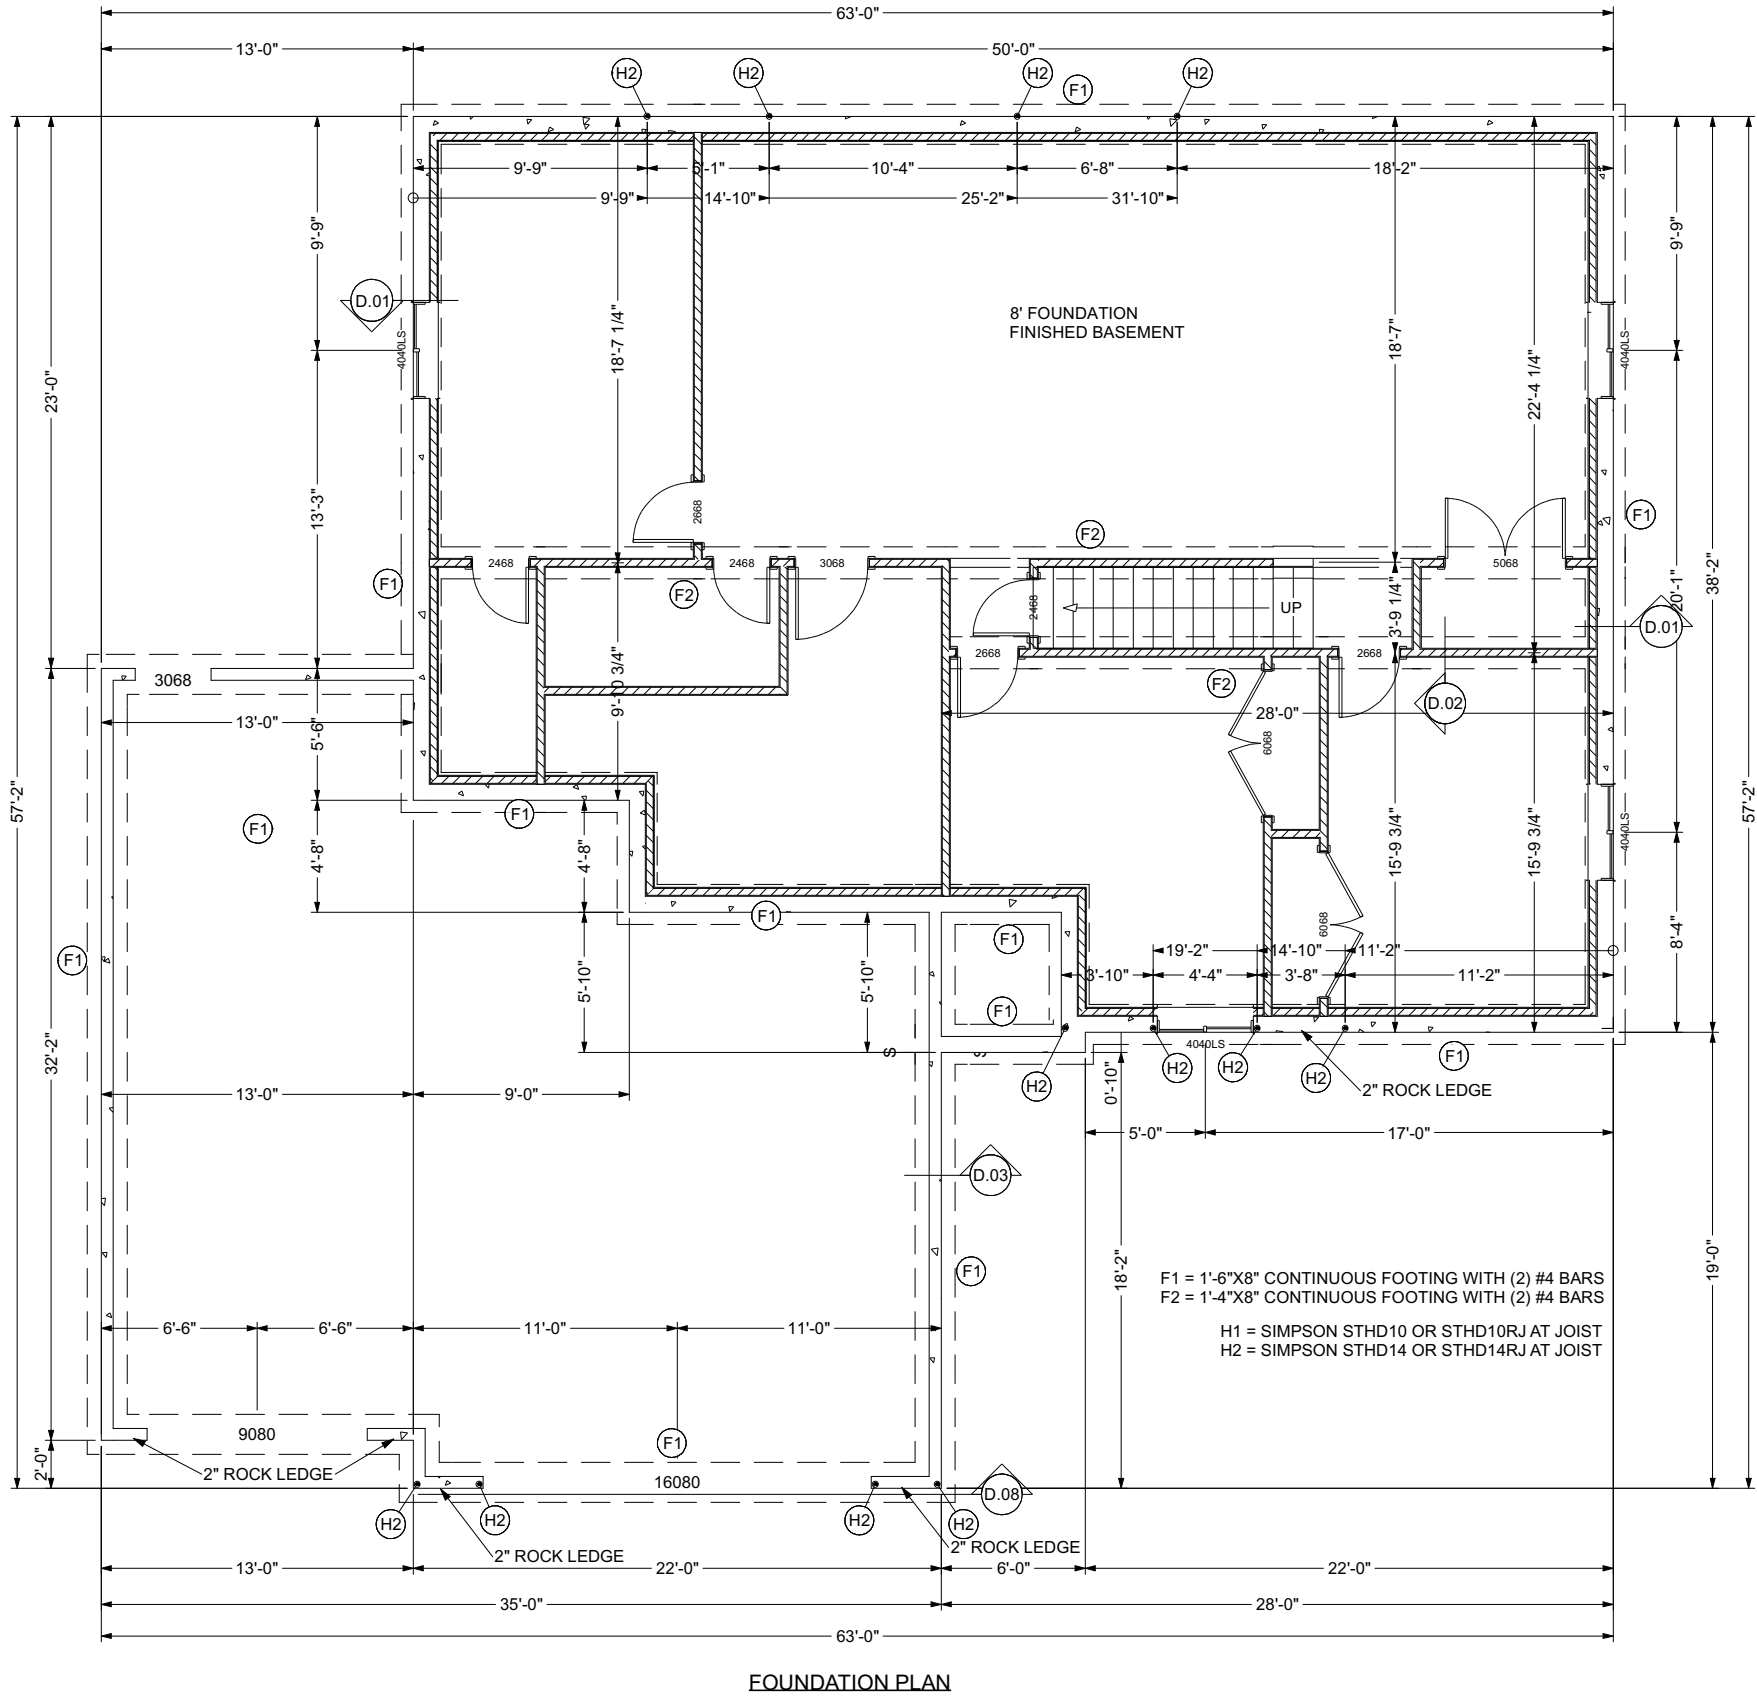 63'-0"
13'-0"
50'-0"
H2
H2
H2
F1
H2
9'-9"
5'-1"
10'-4"
6'-8"
18'-2"
9'-9"
14'-10"
25'-2"
31'-10"
9'-9"
9'-9"
D.01
4040LS
18'-7 1/4"
8' FOUNDATION
FINISHED BASEMENT
18'-7"
22'-4 1/4"
4040LS
23'-0"
13'-3"
2668
F2
F1
38'-2"
20'-1"
F1
2468
F2
2468
3068
2468
UP
3'-9 1/4"
5068
D.01
3068
2668
F2
2668
D.02
13'-0"
5'-6"
9'-10 3/4"
28'-0"
6068
57'-2"
57'-2"
F1
F1
4'-8"
4'-8"
15'-9 3/4"
15'-9 3/4"
4040LS
F1
F1
F1
6068
5'-10"
5'-10"
19'-2"
14'-10"
11'-2"
3'-10"
4'-4"
3'-8"
11'-2"
8'-4"
F1
S
S
4040LS
F1
32'-2"
H2
H2
H2
H2
2" ROCK LEDGE
0'-10"
13'-0"
9'-0"
5'-0"
17'-0"
D.03
F1
18'-2"
19'-0"
F1 = 1'-6"X8" CONTINUOUS FOOTING WITH (2) #4 BARS
F2 = 1'-4"X8" CONTINUOUS FOOTING WITH (2) #4 BARS
H1 = SIMPSON STHD10 OR STHD10RJ AT JOIST
H2 = SIMPSON STHD14 OR STHD14RJ AT JOIST
6'-6"
6'-6"
11'-0"
11'-0"
9080
F1
2'-0"
2" ROCK LEDGE
16080
D.08
H2
H2
H2
H2
2" ROCK LEDGE
2" ROCK LEDGE
13'-0"
22'-0"
6'-0"
22'-0"
35'-0"
28'-0"
63'-0"
FOUNDATION PLAN